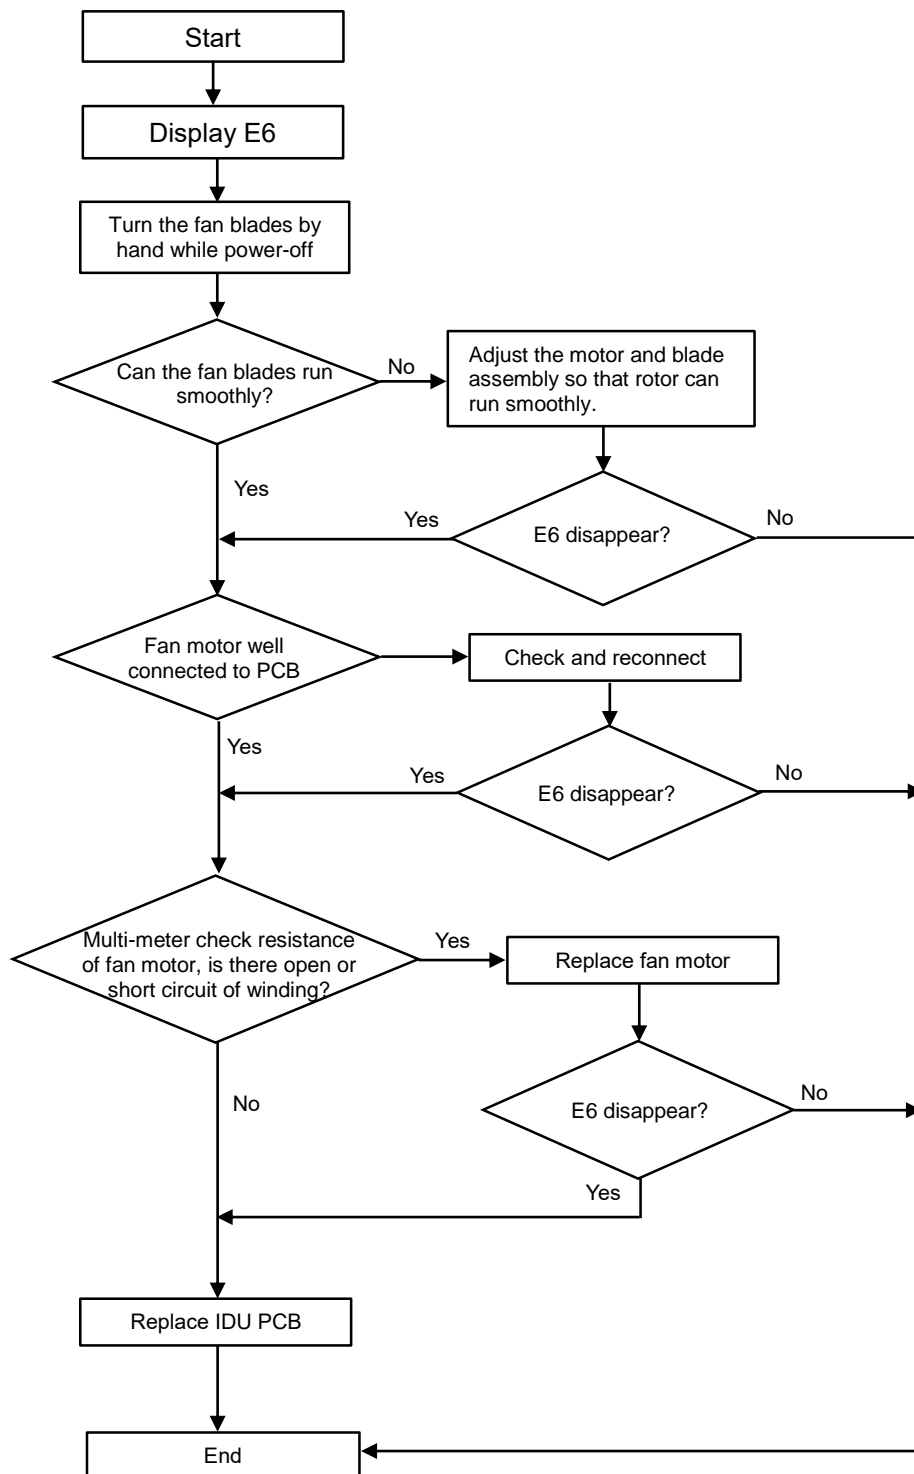 Start
Display E6
Turn the fan blades by
hand while power-off
Can the fan blades run
smoothly?
No
Adjust the motor and blade
assembly so that rotor can
run smoothly.
Yes
Yes
E6 disappear?
No
Fan motor well
connected to PCB
Check and reconnect
Yes
Yes
E6 disappear?
No
Multi-meter check resistance
of fan motor, is there open or
short circuit of winding?
Yes
Replace fan motor
No
E6 disappear?
No
Yes
Replace IDU PCB
End